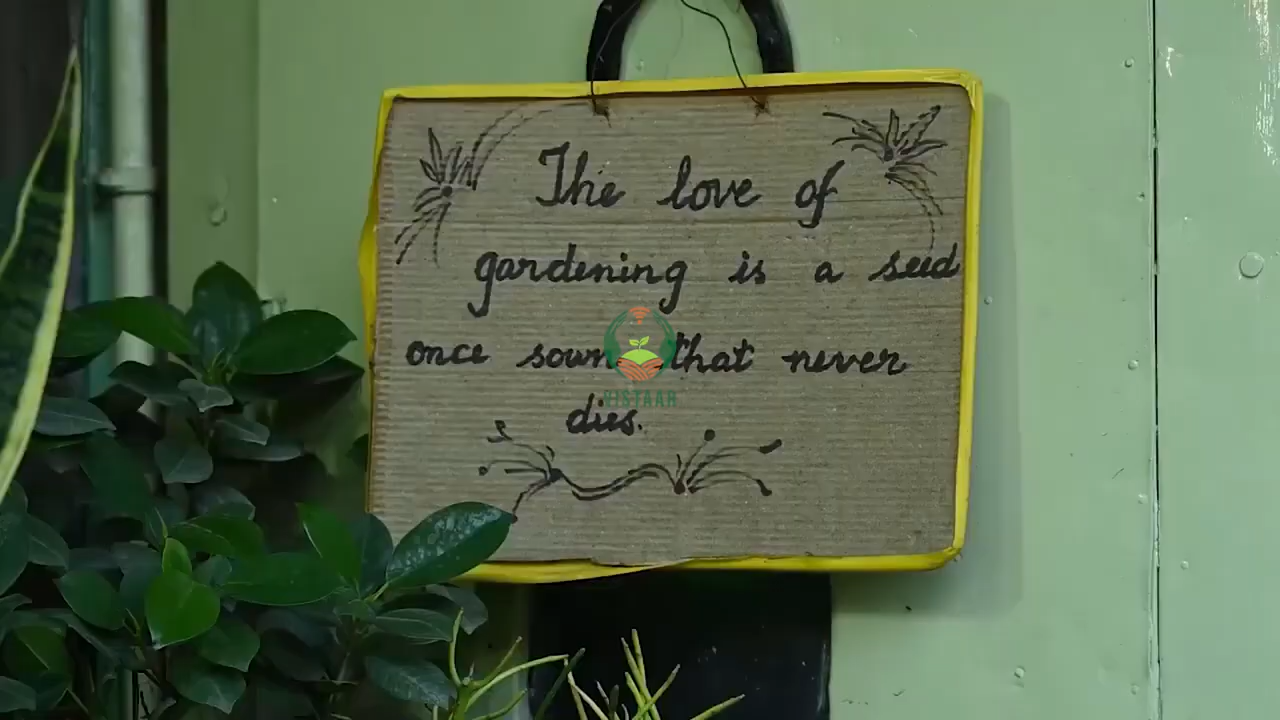 The love of
gardening is a seed
once sown that never
dies.
VISTAAR